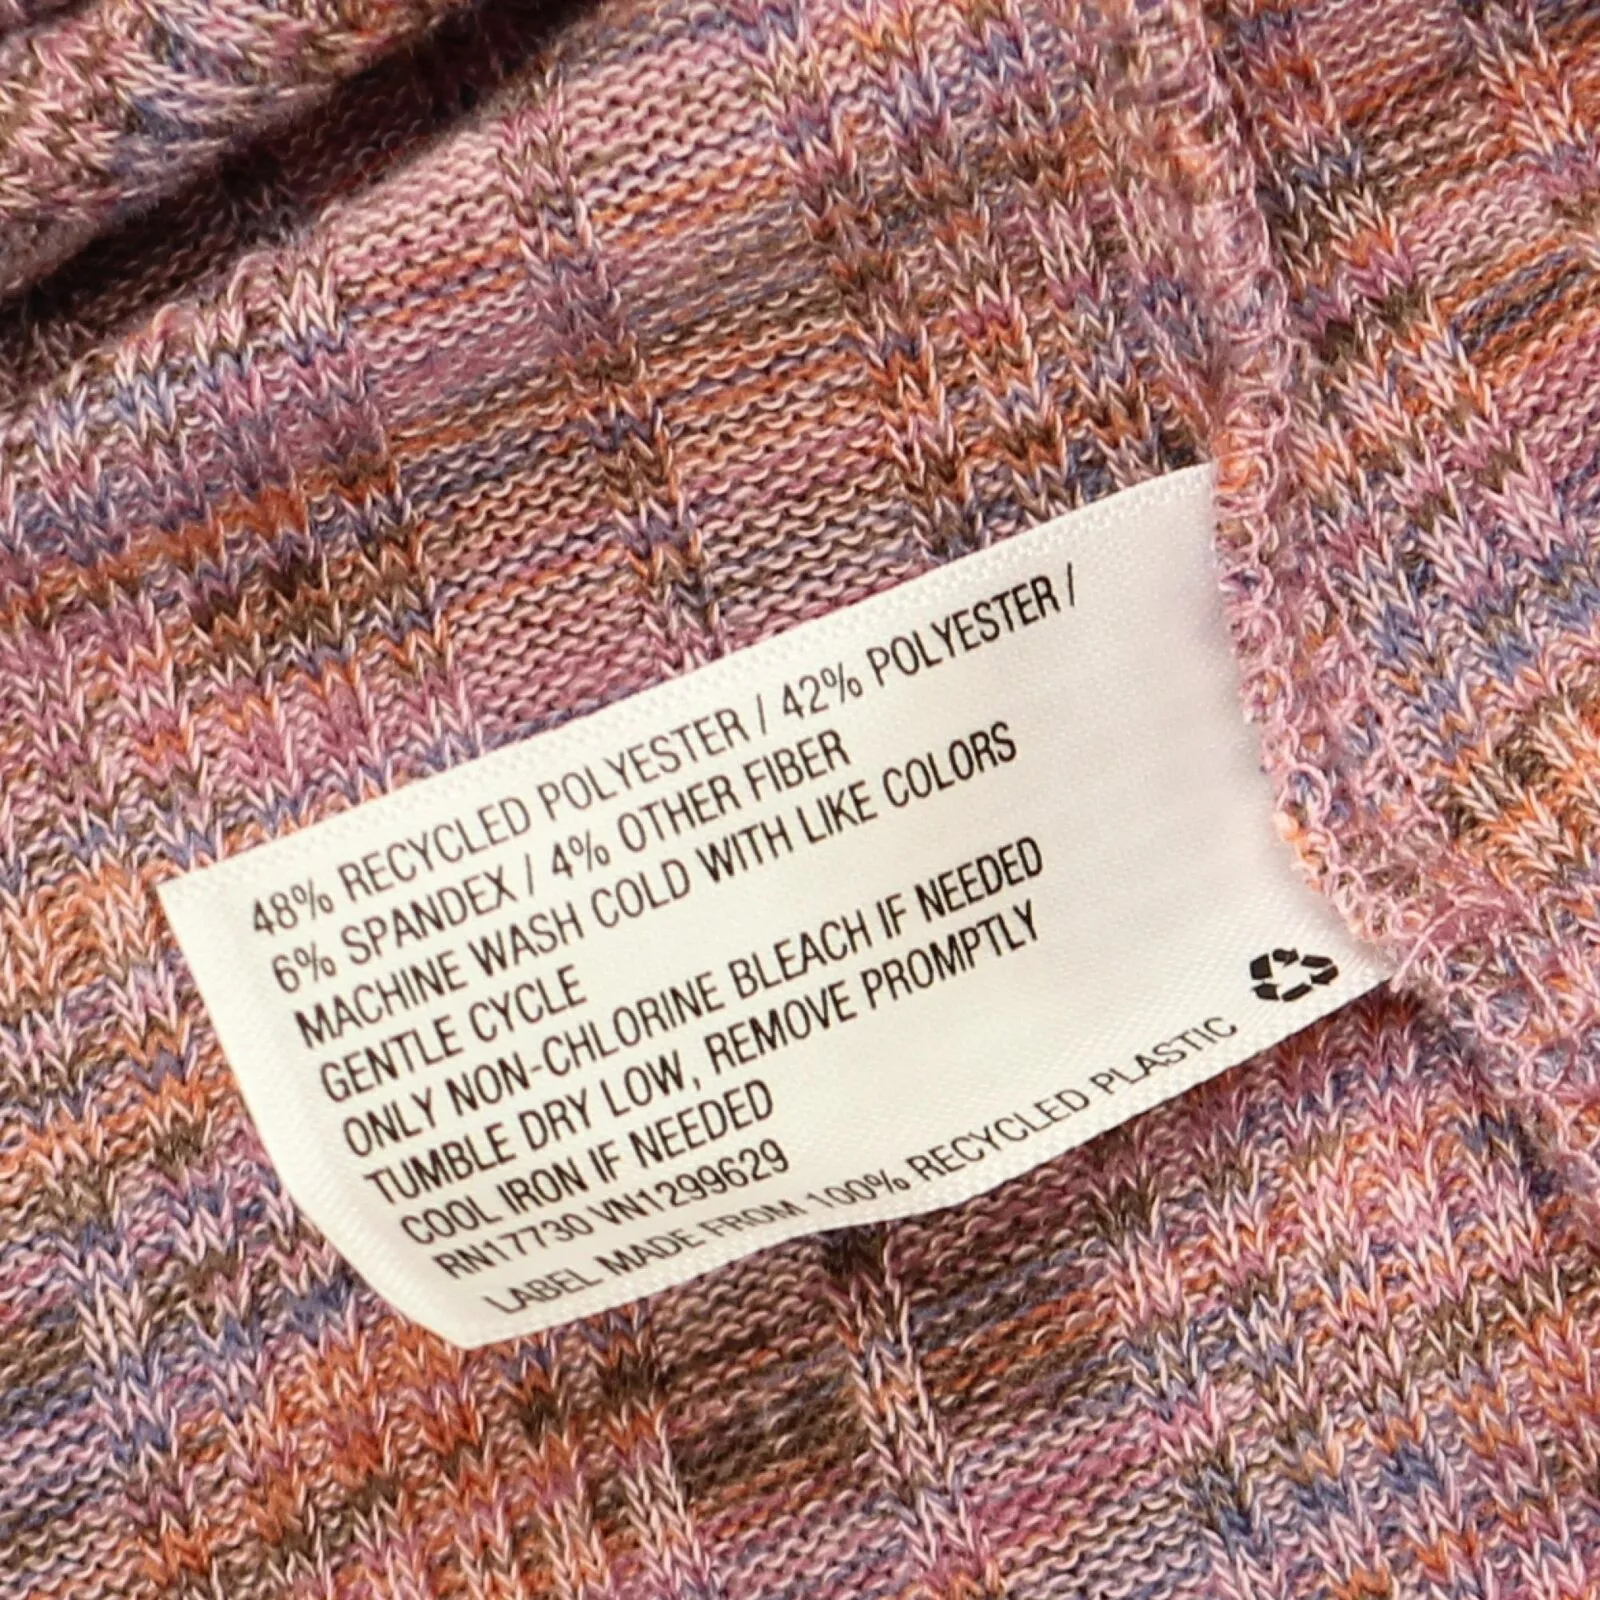 48% RECYCLED POLYESTER / 42% POLYESTER /
6% SPANDEX / 4% OTHER FIBER
MACHINE WASH COLD WITH LIKE COLORS
GENTLE CYCLE
ONLY NON-CHLORINE BLEACH IF NEEDED
TUMBLE DRY LOW, REMOVE PROMPTLY
COOL IRON IF NEEDED
RN17730 VN1299629
LABEL MADE FROM 100% RECYCLED PLASTIC